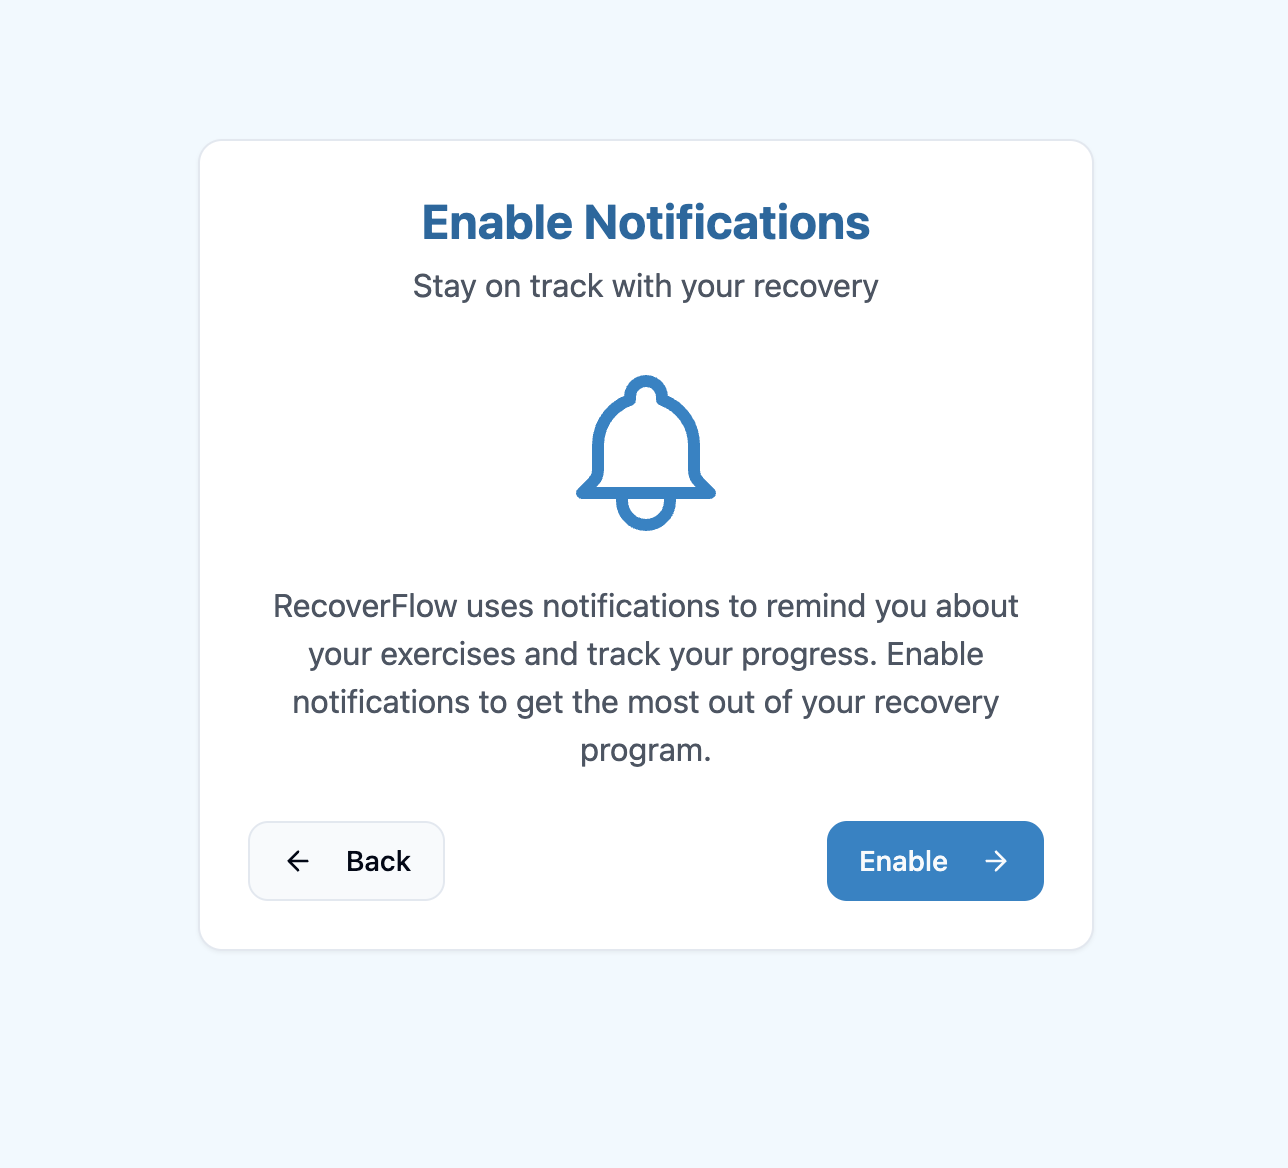 Enable Notifications
Stay on track with your recovery
RecoverFlow uses notifications to remind you about
your exercises and track your progress. Enable
notifications to get the most out of your recovery
program.
Back
Enable